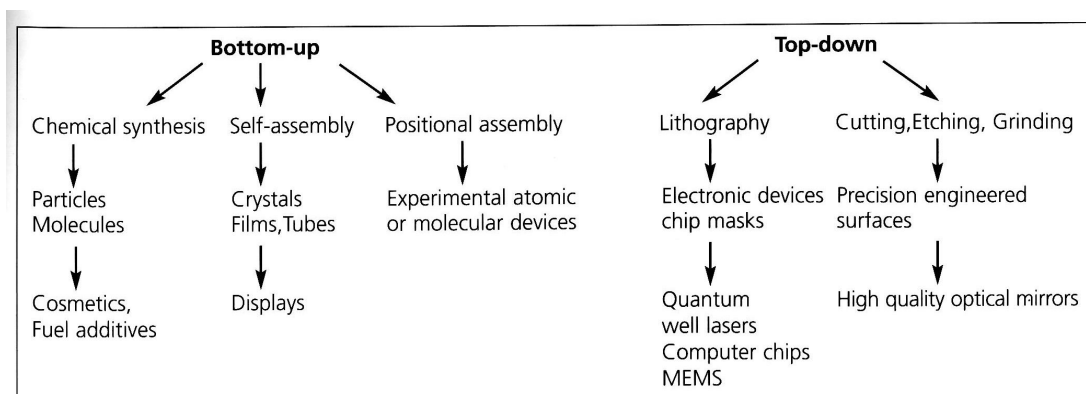 Bottom-up
Top-down
Chemical synthesis
Self-assembly
Positional assembly
Lithography
Cutting,Etching, Grinding
Particles
Molecules
Crystals
Films,Tubes
Experimental atomic
or molecular devices
Electronic devices
chip masks
Precision engineered
surfaces
Cosmetics,
Fuel additives
Displays
Quantum
well lasers
Computer chips
MEMS
High quality optical mirrors